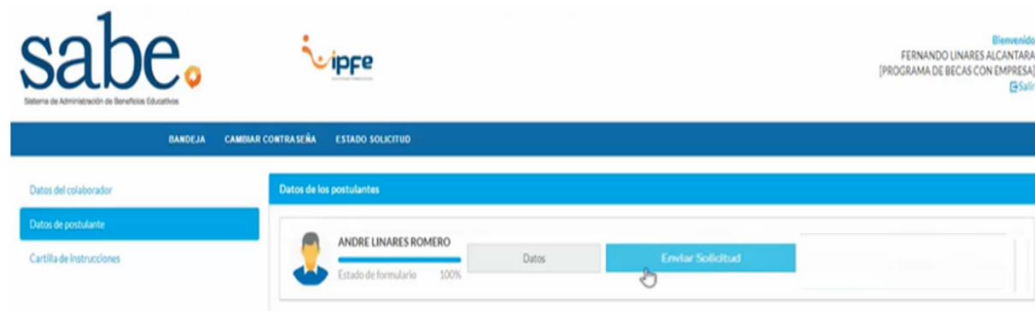 sabe.
Sistema de Administración de Beneficios Educativos
ipfe
Bienvenido
FERNANDO LINARES ALCANTARA
[PROGRAMA DE BECAS CON EMPRESA]
Salir
BANDEJA CAMBIAR CONTRASEÑA ESTADO SOLICITUD
Datos del colaborador
Datos de postulante
Cartilla de Instrucciones
Datos de los postulantes
ANDRE LINARES ROMERO
Estado de formulario 100%
Datos
Enviar Solicitud